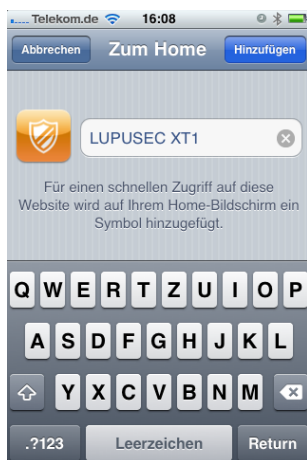 Telekom.de 16:08
Abbrechen Zum Home Hinzufügen
LUPUSEC XT1
Für einen schnellen Zugriff auf diese
Website wird auf Ihrem Home-Bildschirm ein
Symbol hinzugefügt.
Q W E R T Z U I O P
A S D F G H J K L
Y X C V B N M
.?123 Leerzeichen Return